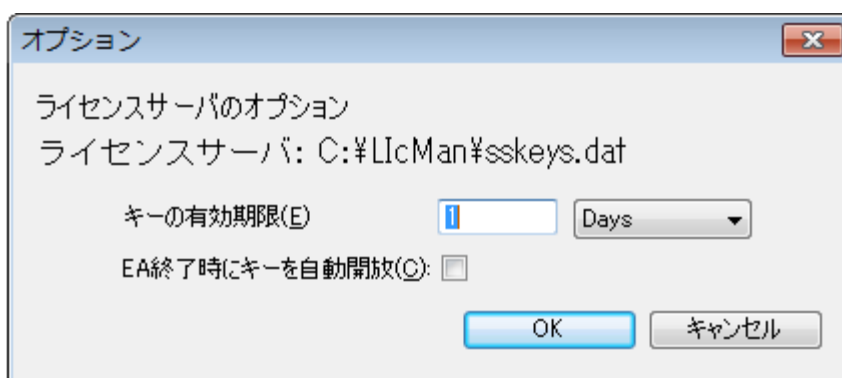 オプション
ライセンスサーバのオプション
ライセンスサーバ: C:¥LIcMan¥sskeys.dat
キーの有効期限(E) 1 Days
EA終了時にキーを自動開放(C):
OK キャンセル